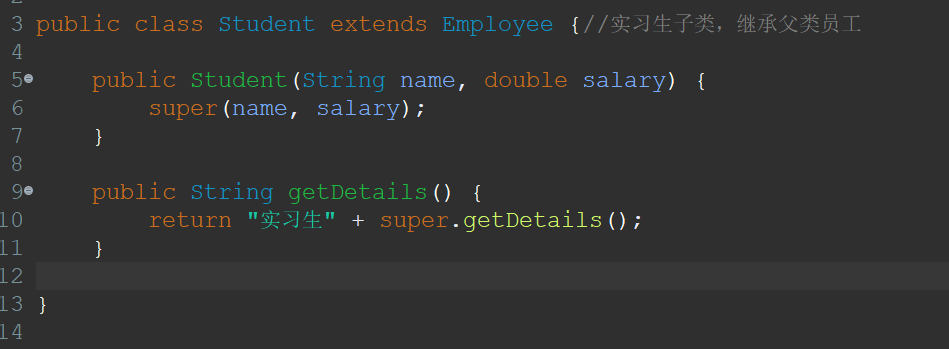 3 public class Student extends Employee {//实习生子类，继承父类员工
4
5 public Student(String name, double salary) {
6 super(name, salary);
7 }
8
9 public String getDetails() {
10 return "实习生" + super.getDetails();
11 }
12
13 }
14